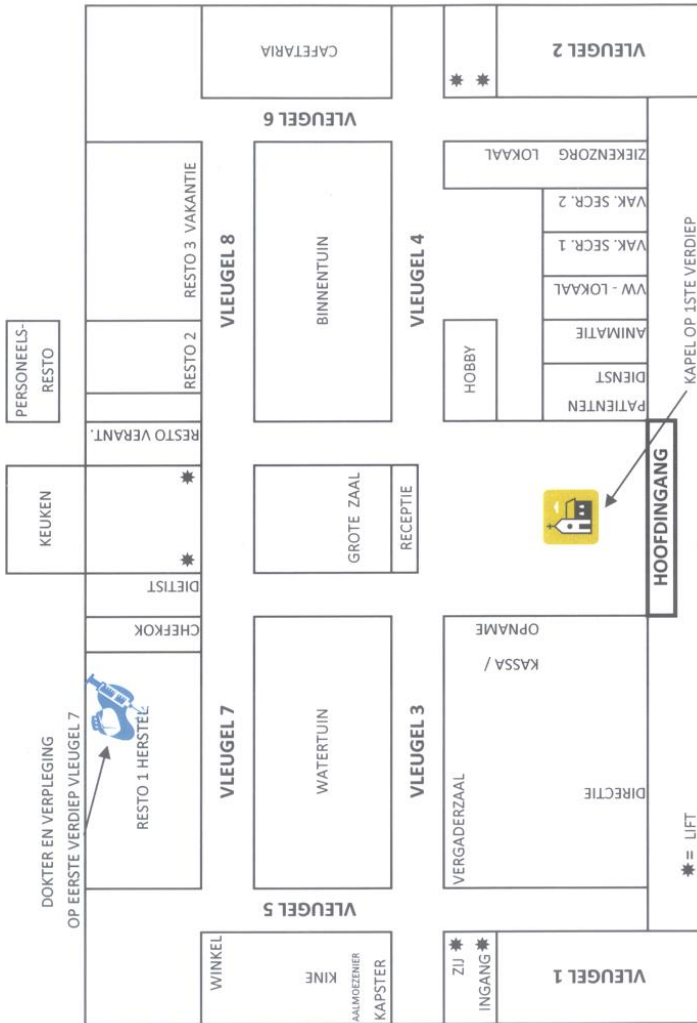 DOKTER EN VERPLEGING
OP EERSTE VERDIEP VLEUGEL 7
KEUKEN
PERSONEELS-
RESTO
RESTO 1 HERSTEL
CHEFKOK
DIETIST
RESTO VERANT.
RESTO 2
RESTO 3 VAKANTIE
VLEUGEL 7
VLEUGEL 8
WINKEL
KINE
AALMOEZENIER
KAPSTER
VLEUGEL 5
WATERTUIN
GROTE ZAAL
RECEPTIE
BINNENTUIN
VLEUGEL 6
CAFETARIA
VLEUGEL 3
VLEUGEL 4
ZIJ
INGANG
VLEUGEL 1
VERGADERZAAL
KASSA /
OPNAME
DIRECTIE
HOOFDINGANG
HOBBY
PATIENTEN
DIENST
ANIMATIE
VW - LOKAAL
VAK. SECR. 1
VAK. SECR. 2
ZIEKENZORG LOKAAL
VLEUGEL 2
= LIFT
KAPEL OP 1STE VERDIEP